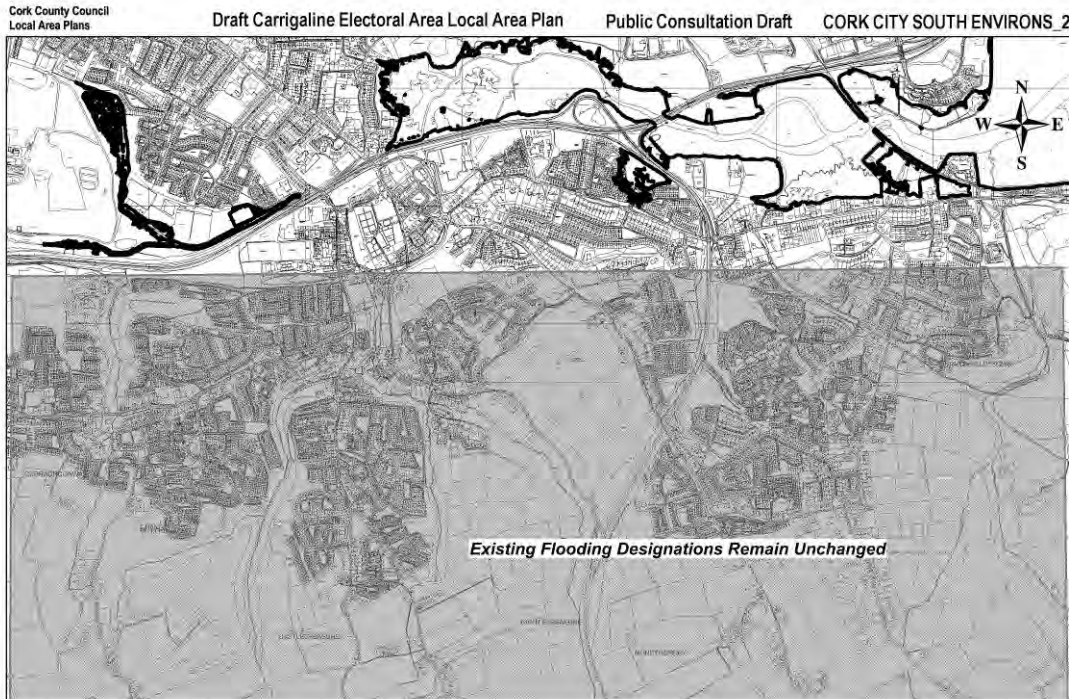 Cork County Council
Local Area Plans
Draft Carrigaline Electoral Area Local Area Plan
Public Consultation Draft
CORK CITY SOUTH ENVIRONS_2
N
W
E
S
Existing Flooding Designations Remain Unchanged